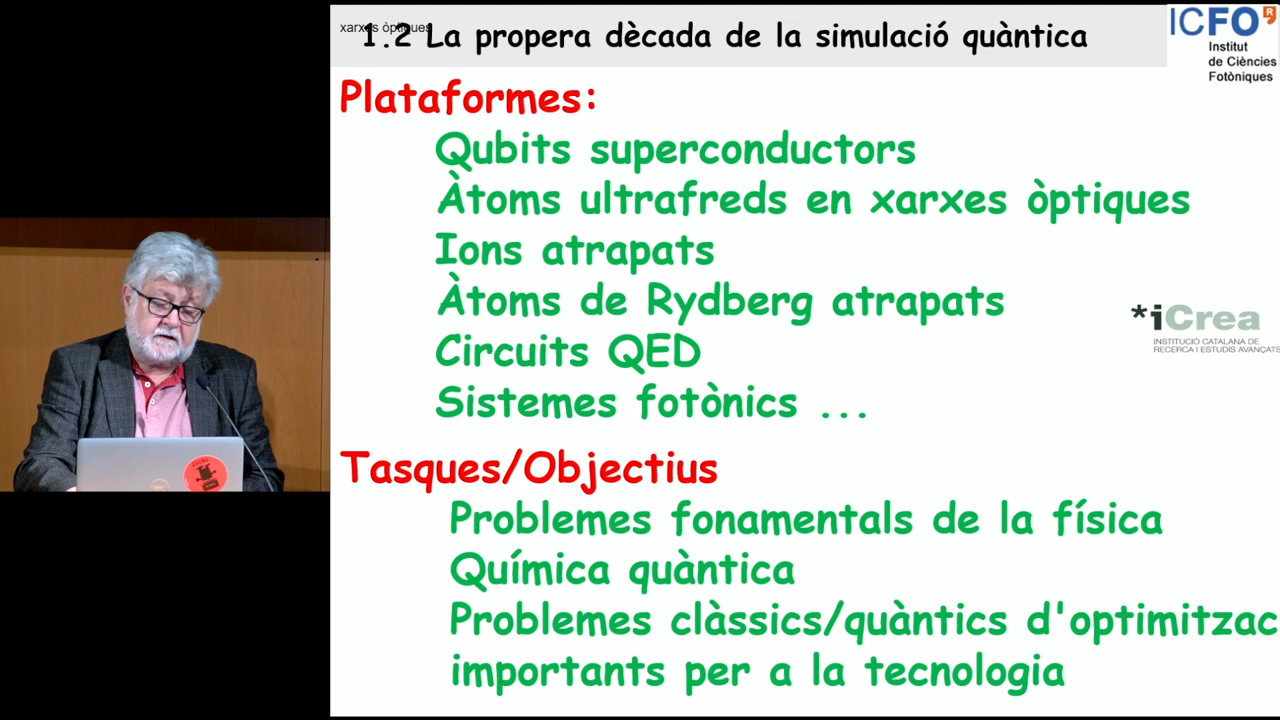 xarxes òptiques
1.2 La propera dècada de la simulació quàntica
ICFO
Institut
de Ciències
Fotòniques
Plataformes:
Qubits superconductors
Àtoms ultrafreds en xarxes òptiques
Ions atrapats
Àtoms de Rydberg atrapats
Circuits QED
Sistemes fotònics ...
*iCrea
INSTITUCIÓ CATALANA DE
RECERCA I ESTUDIS AVANÇATS
Tasques/Objectius
Problemes fonamentals de la física
Química quàntica
Problemes clàssics/quàntics d'optimitzac
importants per a la tecnologia